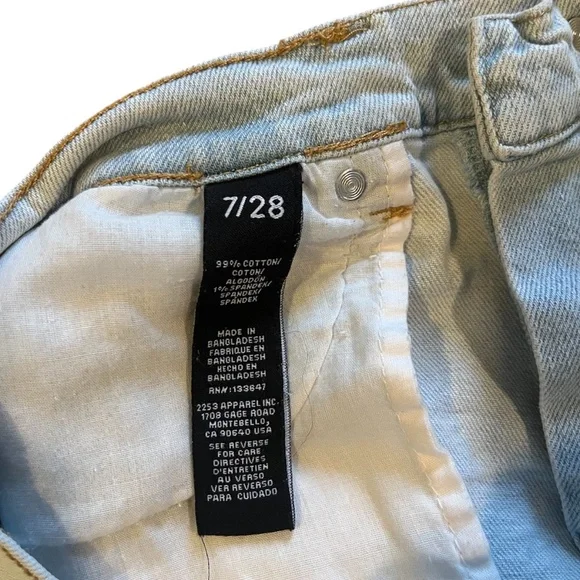 7/28
99% COTTON/
COTON/
ALGODÓN
1% SPANDEX/
SPANDEX/
SPANDEX
MADE IN
BANGLADESH
FABRIQUE EN
BANGLADESH
HECHO EN
BANGLADESH
RN#:133647
2253 APPAREL INC.
1708 GAGE ROAD
MONTEBELLO,
CA 90640 USA
SEE REVERSE
FOR CARE
DIRECTIVES
D'ENTRETIEN
AU VERSO
VER REVERSO
PARA CUIDADO